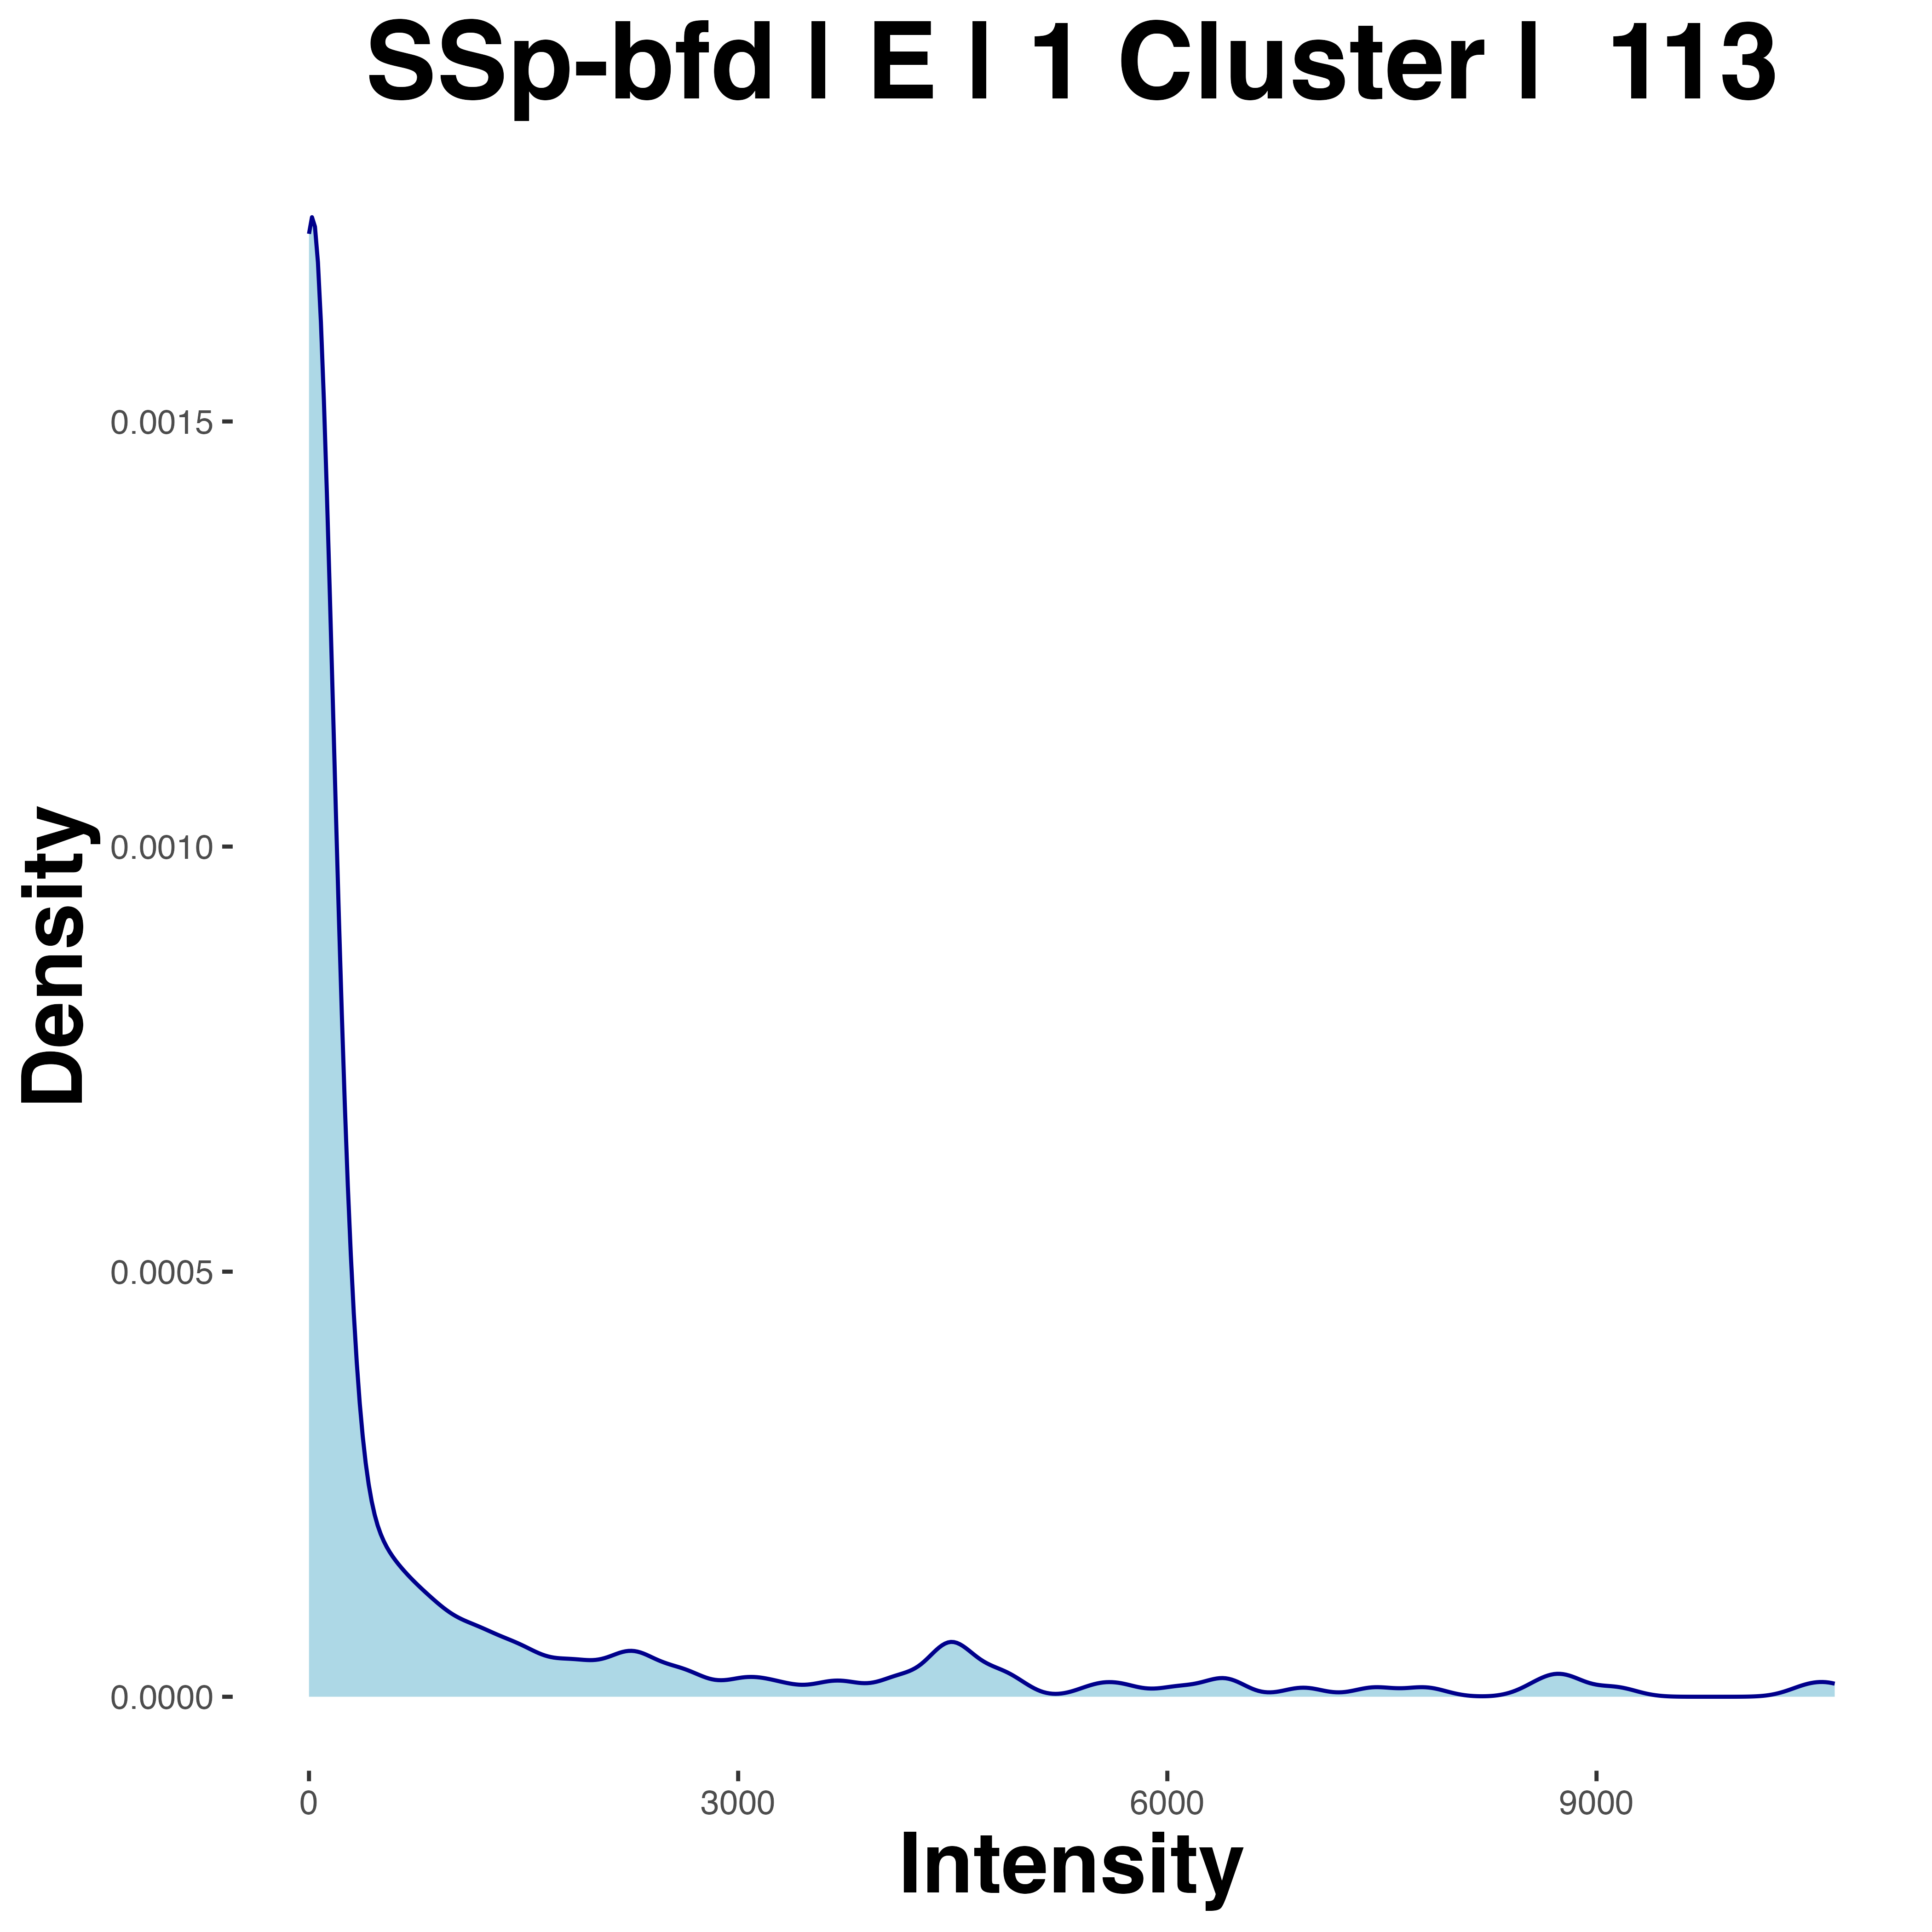 SSp-bfd | E | 1 Cluster | 113
Density
0.0015
0.0010
0.0005
0.0000
0 3000 6000 9000
Intensity